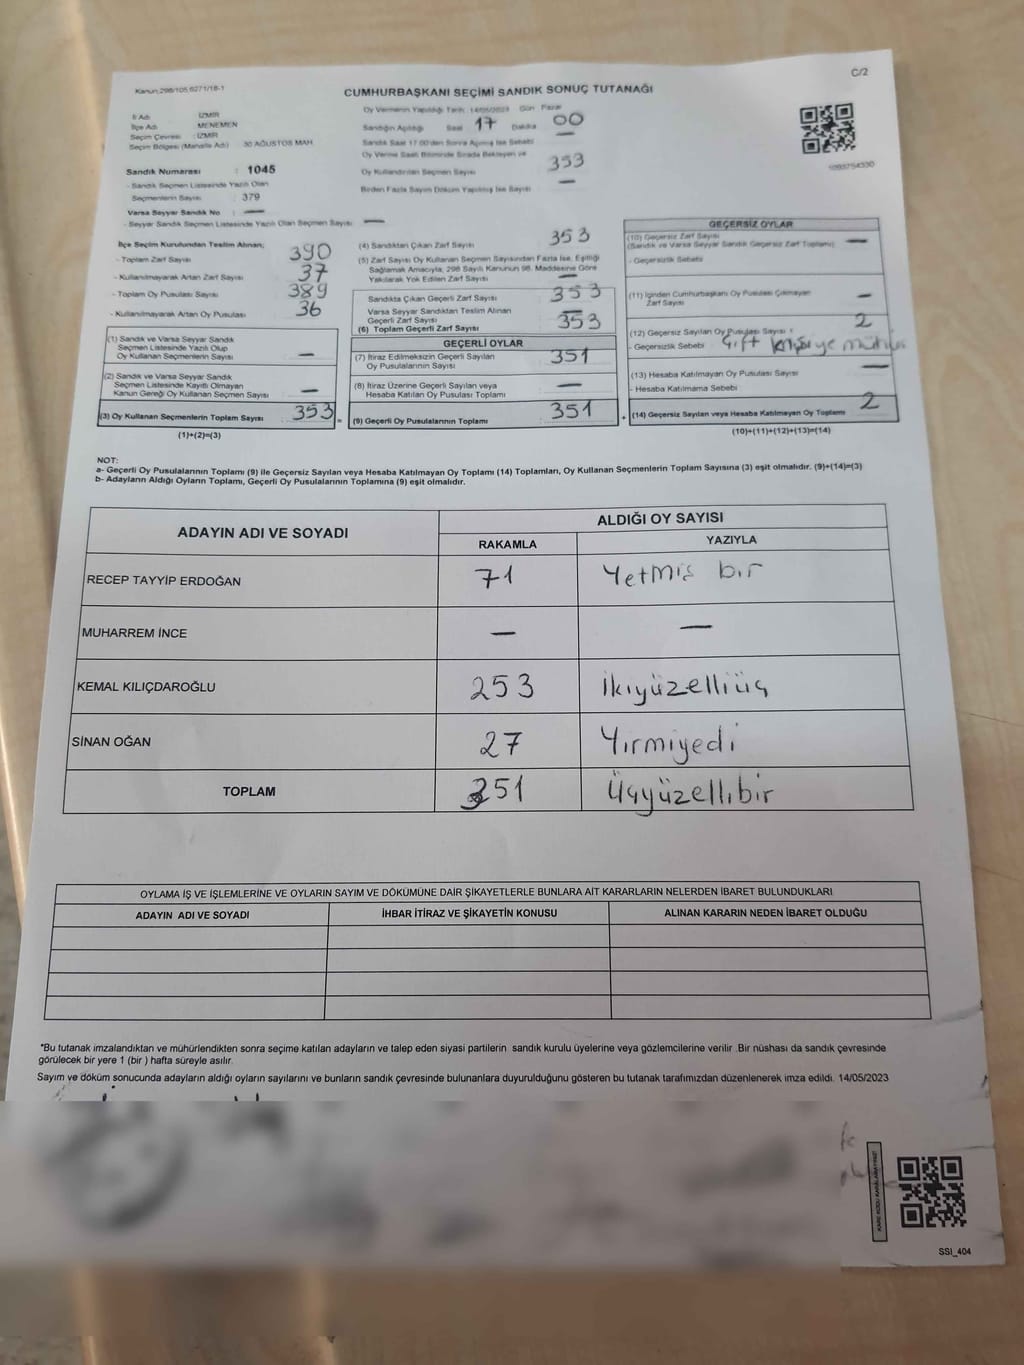 Kanun:298/105,6271/18-1
C/2
CUMHURBAŞKANI SEÇİMİ SANDIK SONUÇ TUTANAĞI
İl Adı İZMİR
İlçe Adı MENEMEN
Seçim Çevresi : İZMİR
Seçim Bölgesi (Mahalle Adı) 30 AĞUSTOS MAH.
Sandık Numarası : 1045
- Sandık Seçmen Listesinde Yazılı Olan
Seçmenlerin Sayısı : 379
Varsa Seyyar Sandık No : —
- Seyyar Sandık Seçmen Listesinde Yazılı Olan Seçmen Sayısı —
Oy Vermenin Yapıldığı Tarih: 14/05/2023 Gün Pazar
Sandığın Açıldığı Saat 17 Dakika 00
Sandık Saat 17:00'den Sonra Açılmış İse Sebebi —
Oy Verme Saati Bitiminde Sırada Bekleyen ve
Oy Kullandırılan Seçmen Sayısı 353
Birden Fazla Sayım Döküm Yapılmış İse Sayısı —
İlçe Seçim Kurulundan Teslim Alınan;
- Toplam Zarf Sayısı 390
- Kullanılmayarak Artan Zarf Sayısı 37
- Toplam Oy Pusulası Sayısı 389
- Kullanılmayarak Artan Oy Pusulası 36
(1) Sandık ve Varsa Seyyar Sandık
Seçmen Listesinde Yazılı Olup
Oy Kullanan Seçmenlerin Sayısı —
(2) Sandık ve Varsa Seyyar Sandık
Seçmen Listesinde Kayıtlı Olmayan
Kanun Gereği Oy Kullanan Seçmen Sayısı —
(3) Oy Kullanan Seçmenlerin Toplam Sayısı 353
(1)+(2)=(3)
(4) Sandıktan Çıkan Zarf Sayısı 353
(5) Zarf Sayısı Oy Kullanan Seçmen Sayısından Fazla İse, Eşitliği
Sağlamak Amacıyla, 298 Sayılı Kanunun 98. Maddesine Göre
Yakılarak Yok Edilen Zarf Sayısı —
Sandıkta Çıkan Geçerli Zarf Sayısı 353
Varsa Seyyar Sandıktan Teslim Alınan
Geçerli Zarf Sayısı —
(6) Toplam Geçerli Zarf Sayısı 353
GEÇERLİ OYLAR
(7) İtiraz Edilmeksizin Geçerli Sayılan
Oy Pusulasının Sayısı 351
(8) İtiraz Üzerine Geçerli Sayılan veya
Hesaba Katılan Oy Pusulası Toplamı —
(9) Geçerli Oy Pusulalarının Toplamı 351
GEÇERSİZ OYLAR
(10) Geçersiz Zarf Sayısı
(Sandık ve Varsa Seyyar Sandık Geçersiz Zarf Toplamı) —
- Geçersizlik Sebebi
(11) İçinden Cumhurbaşkanı Oy Pusulası Çıkmayan
Zarf Sayısı —
(12) Geçersiz Sayılan Oy Pusulası Sayısı 2
- Geçersizlik Sebebi Çift kişiye mühür
(13) Hesaba Katılmayan Oy Pusulası Sayısı —
- Hesaba Katılmama Sebebi
(14) Geçersiz Sayılan veya Hesaba Katılmayan Oy Toplamı 2
(10)+(11)+(12)+(13)=(14)
NOT:
a- Geçerli Oy Pusulalarının Toplamı (9) ile Geçersiz Sayılan veya Hesaba Katılmayan Oy Toplamı (14) Toplamları, Oy Kullanan Seçmenlerin Toplam Sayısına (3) eşit olmalıdır. (9)+(14)=(3)
b- Adayların Aldığı Oyların Toplamı, Geçerli Oy Pusulalarının Toplamına (9) eşit olmalıdır.
ADAYIN ADI VE SOYADI ALDIĞI OY SAYISI
RAKAMLA YAZIYLA
RECEP TAYYİP ERDOĞAN 71 Yetmiş bir
MUHARREM İNCE — —
KEMAL KILIÇDAROĞLU 253 İkiyüzelliüç
SİNAN OĞAN 27 Yirmiyedi
TOPLAM 351 Üçyüzellibir
OYLAMA İŞ VE İŞLEMLERİNE VE OYLARIN SAYIM VE DÖKÜMÜNE DAİR ŞİKAYETLERLE BUNLARA AİT KARARLARIN NELERDEN İBARET BULUNDUKLARI
ADAYIN ADI VE SOYADI İHBAR İTİRAZ VE ŞİKAYETİN KONUSU ALINAN KARARIN NEDEN İBARET OLDUĞU
*Bu tutanak imzalandıktan ve mühürlendikten sonra seçime katılan adayların ve talep eden siyasi partilerin sandık kurulu üyelerine veya gözlemcilerine verilir .Bir nüshası da sandık çevresinde
görülecek bir yere 1 (bir ) hafta süreyle asılır.
Sayım ve döküm sonucunda adayların aldığı oyların sayılarını ve bunların sandık çevresinde bulunanlara duyurulduğunu gösteren bu tutanak tarafımızdan düzenlenerek imza edildi. 14/05/2023
KARE KODU KARALAMAYINIZ!
SSI_404